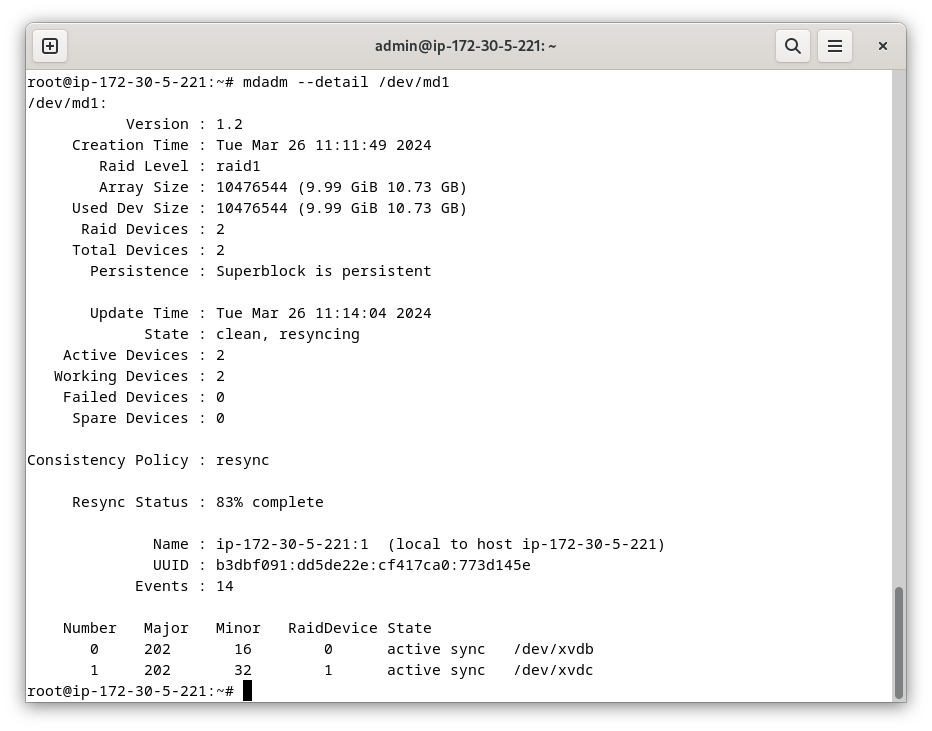 admin@ip-172-30-5-221: ~
root@ip-172-30-5-221:~# mdadm --detail /dev/md1
/dev/md1:
           Version : 1.2
     Creation Time : Tue Mar 26 11:11:49 2024
        Raid Level : raid1
        Array Size : 10476544 (9.99 GiB 10.73 GB)
     Used Dev Size : 10476544 (9.99 GiB 10.73 GB)
      Raid Devices : 2
     Total Devices : 2
       Persistence : Superblock is persistent

       Update Time : Tue Mar 26 11:14:04 2024
             State : clean, resyncing
    Active Devices : 2
   Working Devices : 2
    Failed Devices : 0
     Spare Devices : 0

Consistency Policy : resync

     Resync Status : 83% complete

              Name : ip-172-30-5-221:1  (local to host ip-172-30-5-221)
              UUID : b3dbf091:dd5de22e:cf417ca0:773d145e
            Events : 14

    Number   Major   Minor   RaidDevice State
       0     202       16        0      active sync   /dev/xvdb
       1     202       32        1      active sync   /dev/xvdc
root@ip-172-30-5-221:~#